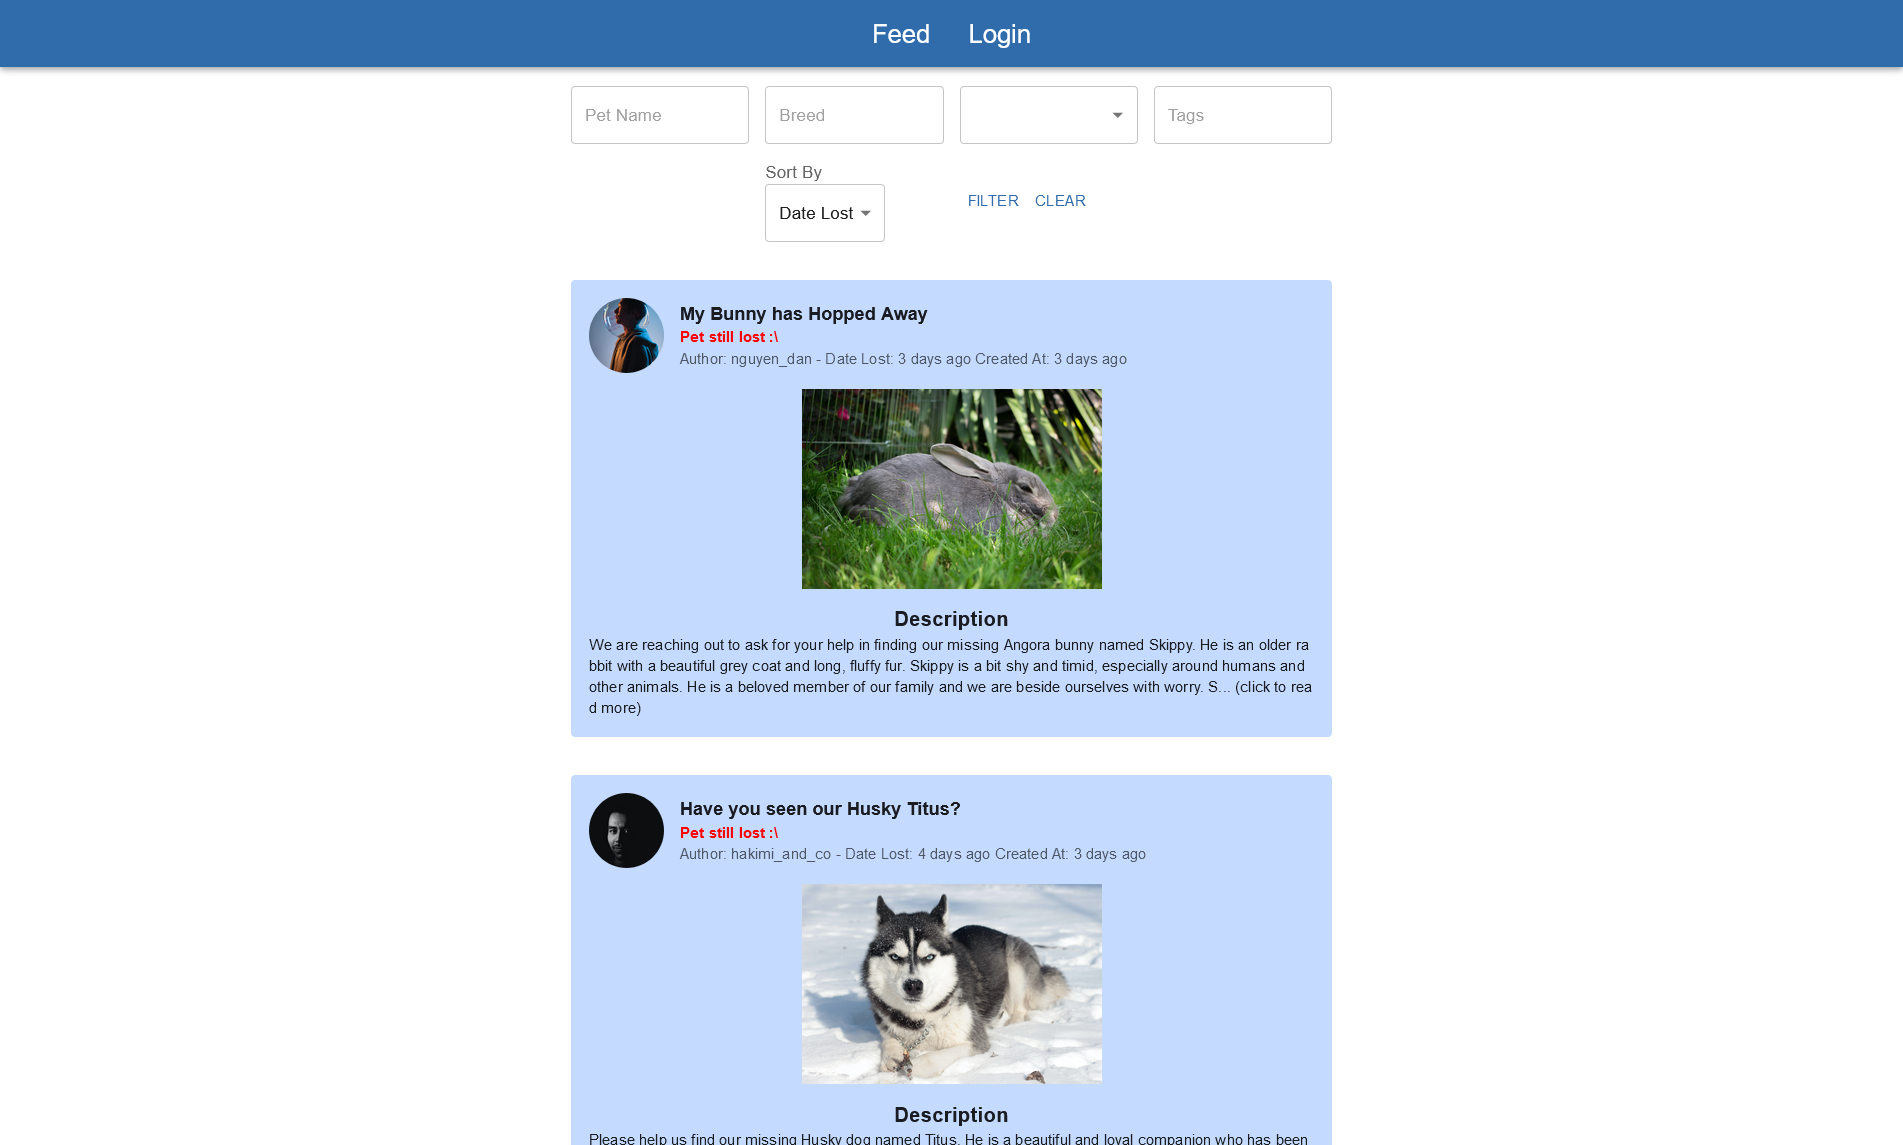 Feed Login
Pet Name Breed Tags
Sort By
Date Lost FILTER CLEAR
My Bunny has Hopped Away
Pet still lost :\
Author: nguyen_dan - Date Lost: 3 days ago Created At: 3 days ago
Description
We are reaching out to ask for your help in finding our missing Angora bunny named Skippy. He is an older ra
bbit with a beautiful grey coat and long, fluffy fur. Skippy is a bit shy and timid, especially around humans and
other animals. He is a beloved member of our family and we are beside ourselves with worry. S... (click to rea
d more)
Have you seen our Husky Titus?
Pet still lost :\
Author: hakimi_and_co - Date Lost: 4 days ago Created At: 3 days ago
Description
Please help us find our missing Husky dog named Titus. He is a beautiful and loyal companion who has been